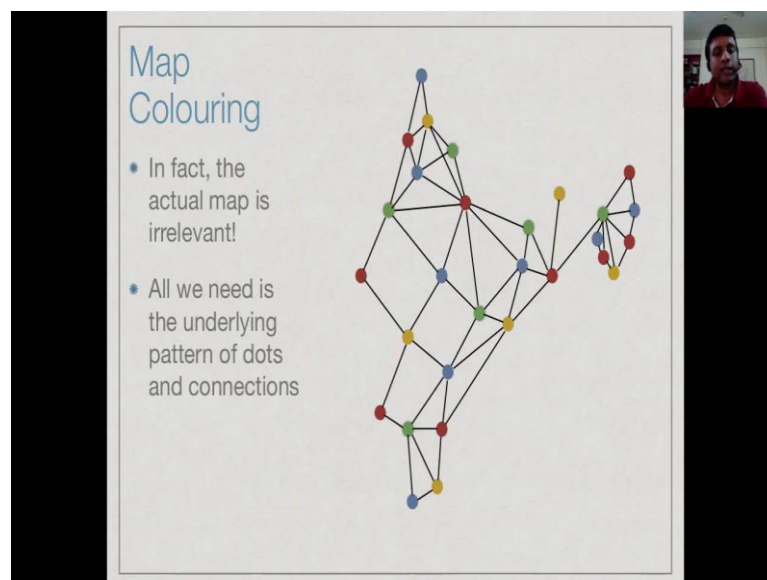 Map
Colouring
In fact, the
actual map is
irrelevant!
All we need is
the underlying
pattern of dots
and connections